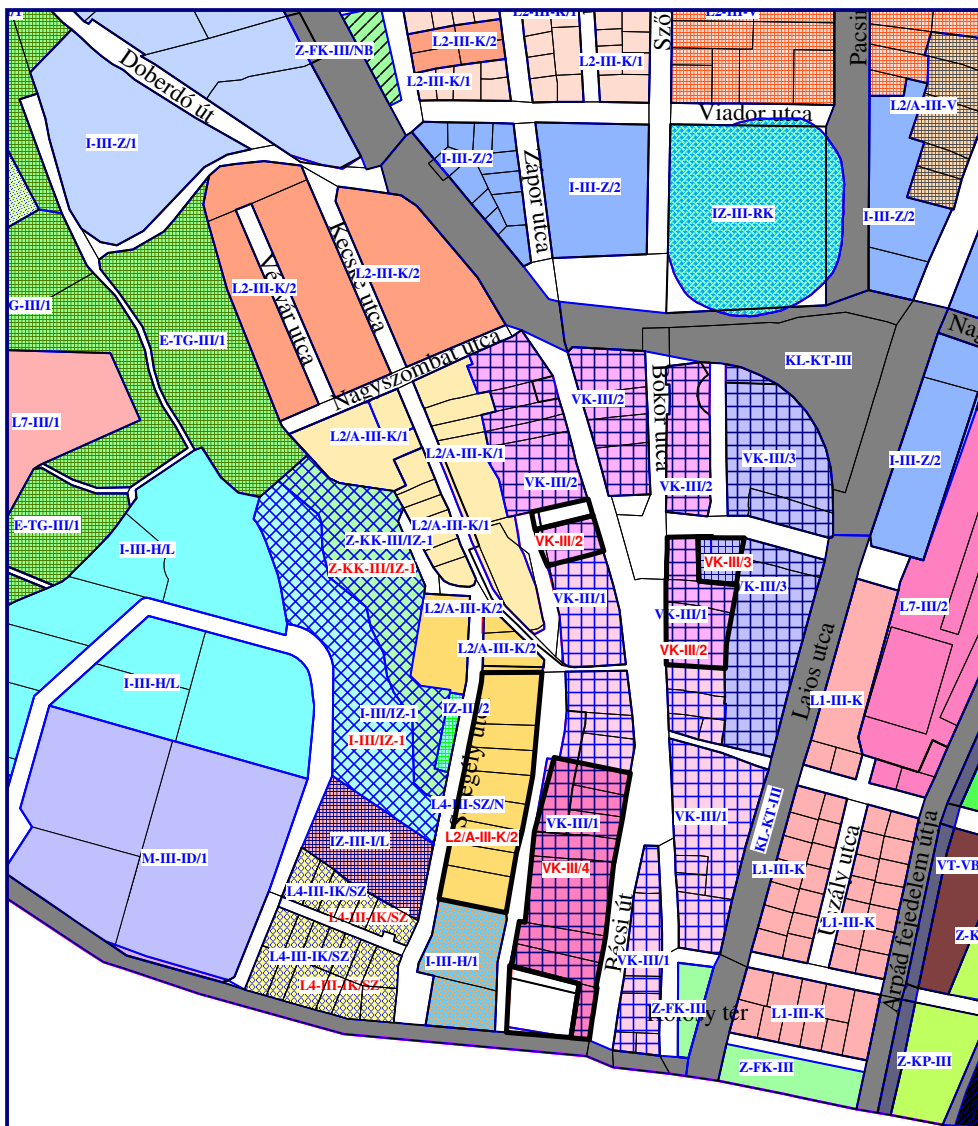 L2-III-K/1
L2-III-V
Z-FK-III/NB
L2-III-K/2
Doberdó út
L2-III-K/1
L2-III-K/1
L2/A-III-V
Viador utca
I-III-Z/1
I-III-Z/2
Zápor utca
I-III-Z/2
IZ-III-RK
I-III-Z/2
Kecske utca
L2-III-K/2
L2-III-K/2
Vérvár utca
G-III/1
E-TG-III/1
KL-KT-III
Nagyszombat utca
Bokor utca
VK-III/2
L7-III/1
L2/A-III-K/1
L2/A-III-K/1
VK-III/3
I-III-Z/2
VK-III/2
VK-III/2
E-TG-III/1
L2/A-III-K/1
I-III-H/L
Z-KK-III/IZ-1
VK-III/2
Z-KK-III/IZ-1
VK-III/3
VK-III/3
VK-III/1
L2/A-III-K/2
L7-III/2
VK-III/1
L2/A-III-K/2
VK-III/2
Lajos utca
I-III-H/L
L1-III-K
I-III/IZ-1
IZ-III/2
I-III/IZ-1
L4-III-SZ/N
VK-III/1
VK-III/1
KL-KT-III
L2/A-III-K/2
IZ-III-I/L
M-III-ID/1
VK-III/4
L1-III-K
VT-VB
L4-III-IK/SZ
L4-III-IK/SZ
L1-III-K
Árpád fejedelem útja
L4-III-IK/SZ
I-III-H/1
Bécsi út
VK-III/1
L4-III-IK/SZ
Z-FK-III
Kolosy tér
L1-III-K
Z-FK-III
Z-KP-III